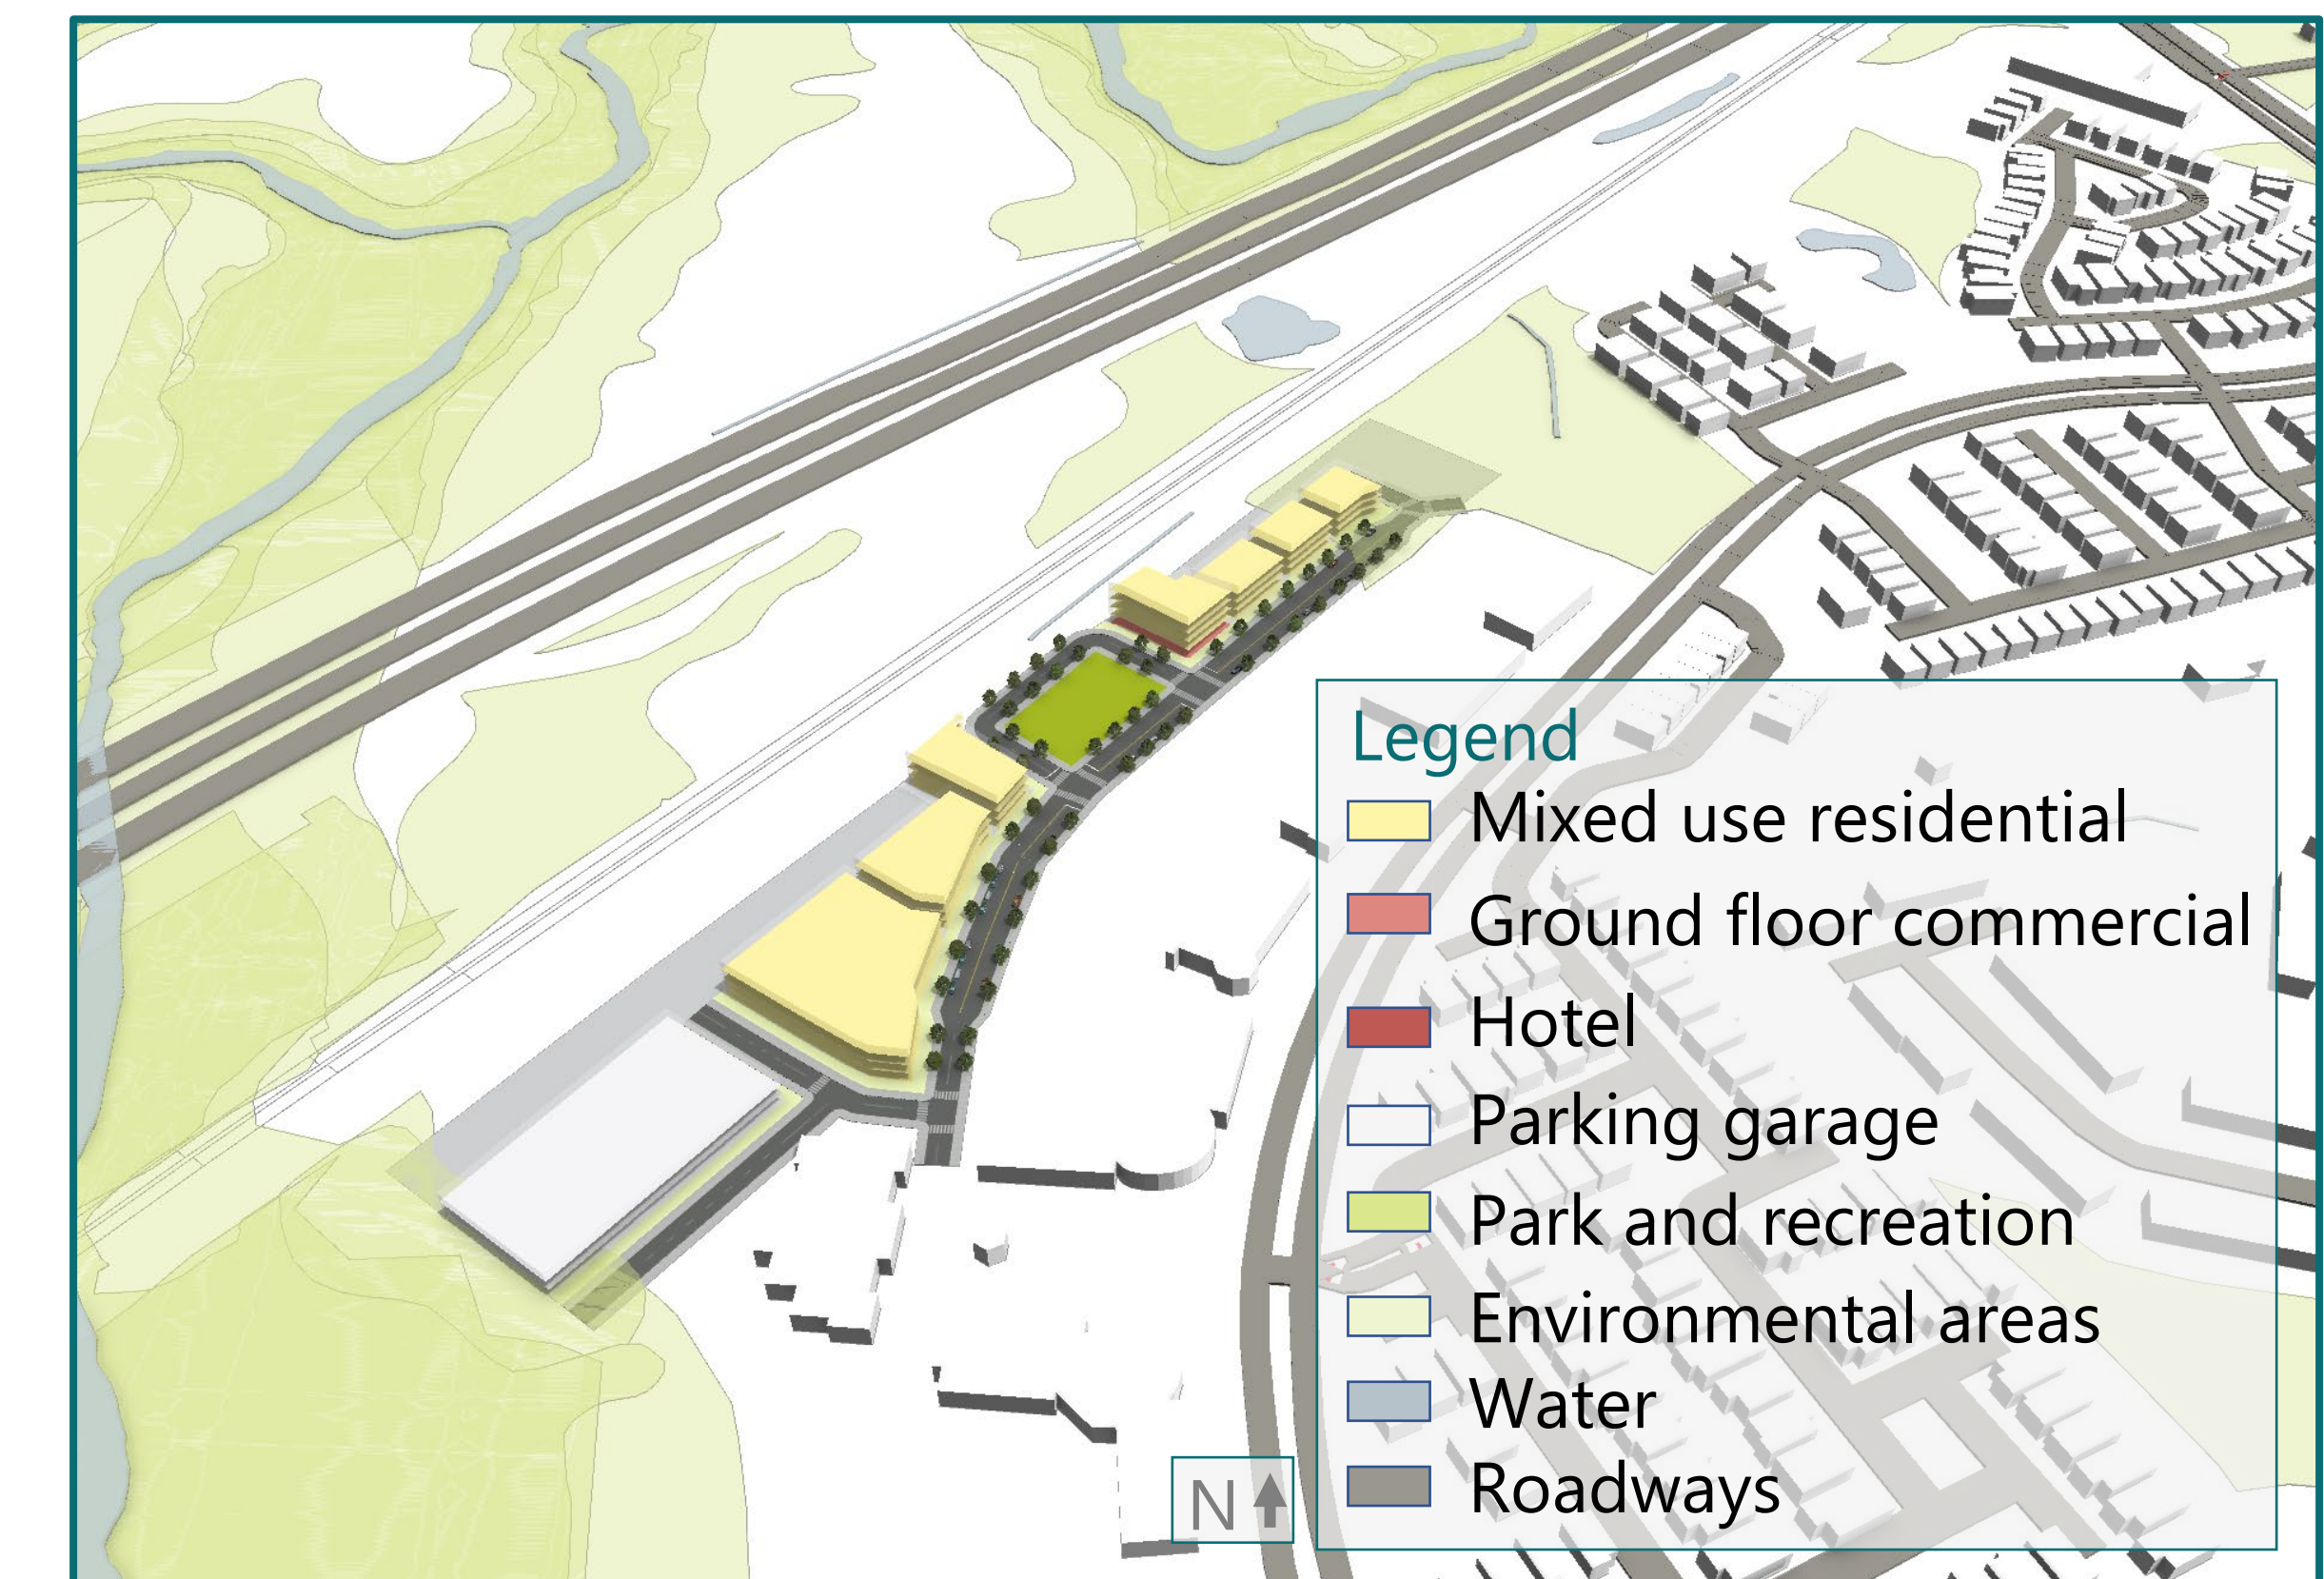 Legend
Mixed use residential
Ground floor commercial
Hotel
Parking garage
Park and recreation
Environmental areas
Water
Roadways
N